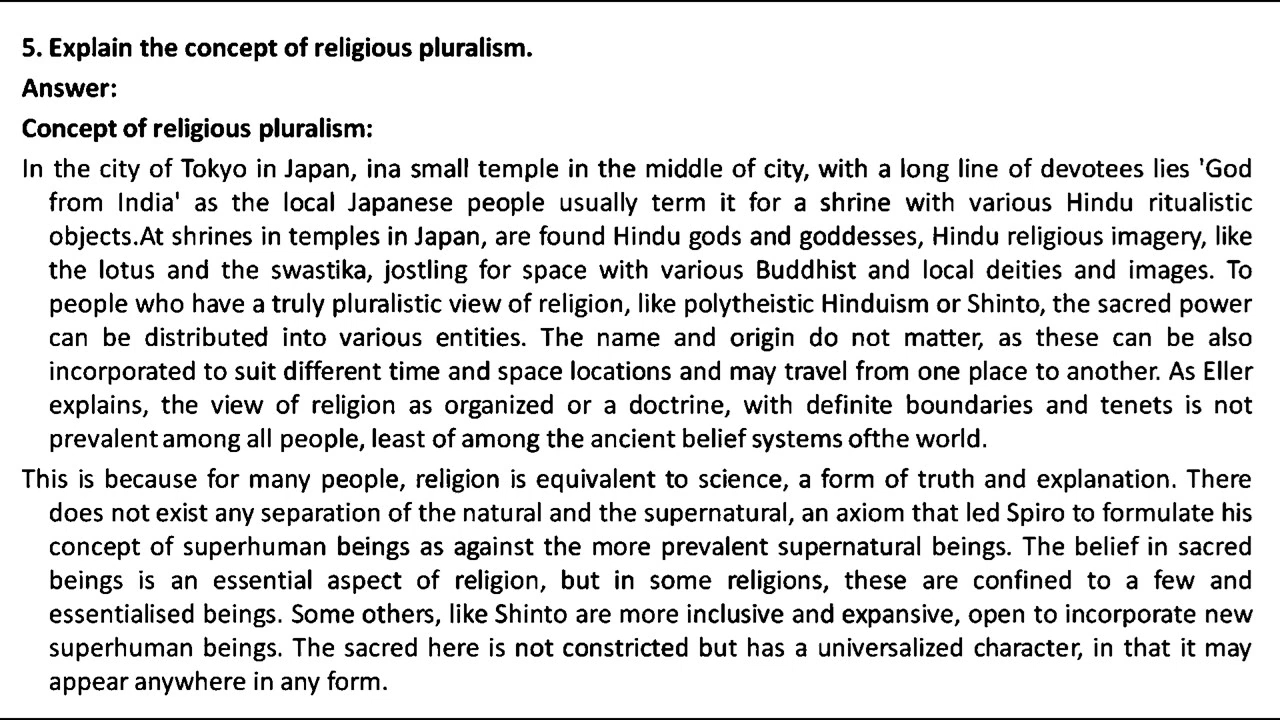 5. Explain the concept of religious pluralism.
Answer:
Concept of religious pluralism:
In the city of Tokyo in Japan, ina small temple in the middle of city, with a long line of devotees lies 'God
from India' as the local Japanese people usually term it for a shrine with various Hindu ritualistic
objects.At shrines in temples in Japan, are found Hindu gods and goddesses, Hindu religious imagery, like
the lotus and the swastika, jostling for space with various Buddhist and local deities and images. To
people who have a truly pluralistic view of religion, like polytheistic Hinduism or Shinto, the sacred power
can be distributed into various entities. The name and origin do not matter, as these can be also
incorporated to suit different time and space locations and may travel from one place to another. As Eller
explains, the view of religion as organized or a doctrine, with definite boundaries and tenets is not
prevalent among all people, least of among the ancient belief systems ofthe world.
This is because for many people, religion is equivalent to science, a form of truth and explanation. There
does not exist any separation of the natural and the supernatural, an axiom that led Spiro to formulate his
concept of superhuman beings as against the more prevalent supernatural beings. The belief in sacred
beings is an essential aspect of religion, but in some religions, these are confined to a few and
essentialised beings. Some others, like Shinto are more inclusive and expansive, open to incorporate new
superhuman beings. The sacred here is not constricted but has a universalized character, in that it may
appear anywhere in any form.